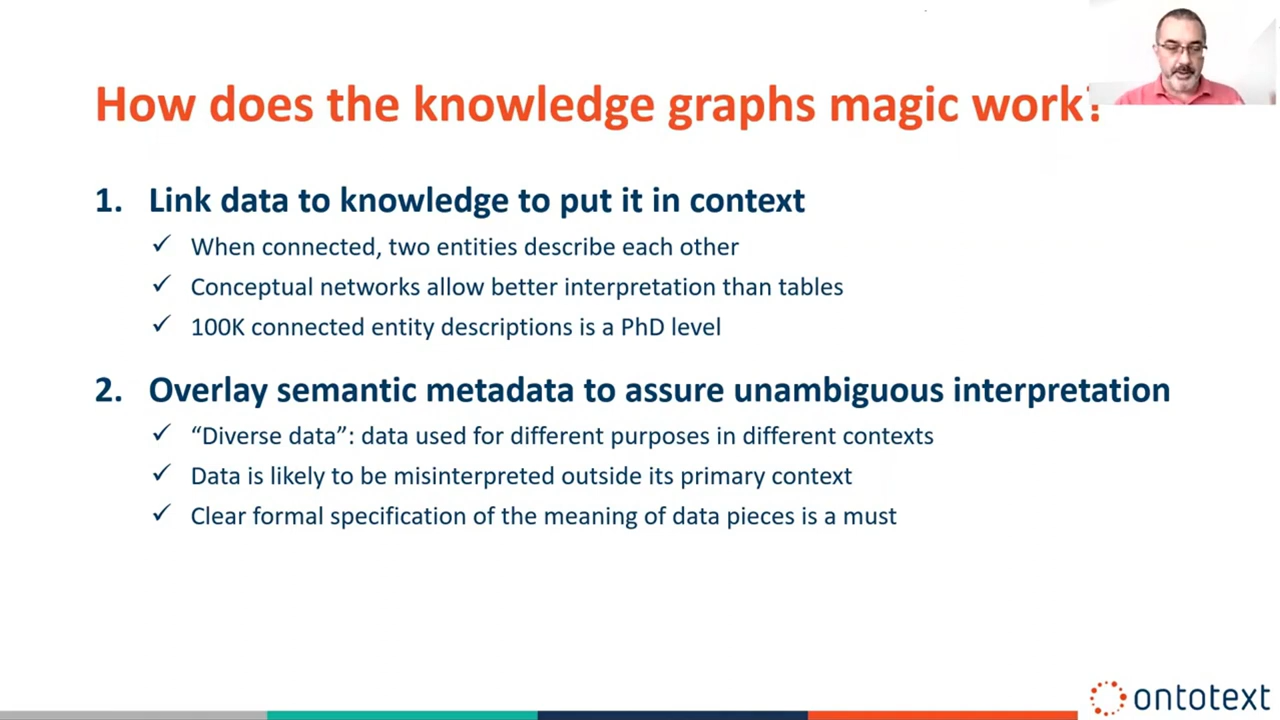 How does the knowledge graphs magic work?
1. Link data to knowledge to put it in context
✓ When connected, two entities describe each other
✓ Conceptual networks allow better interpretation than tables
✓ 100K connected entity descriptions is a PhD level
2. Overlay semantic metadata to assure unambiguous interpretation
✓ “Diverse data”: data used for different purposes in different contexts
✓ Data is likely to be misinterpreted outside its primary context
✓ Clear formal specification of the meaning of data pieces is a must
ontotext